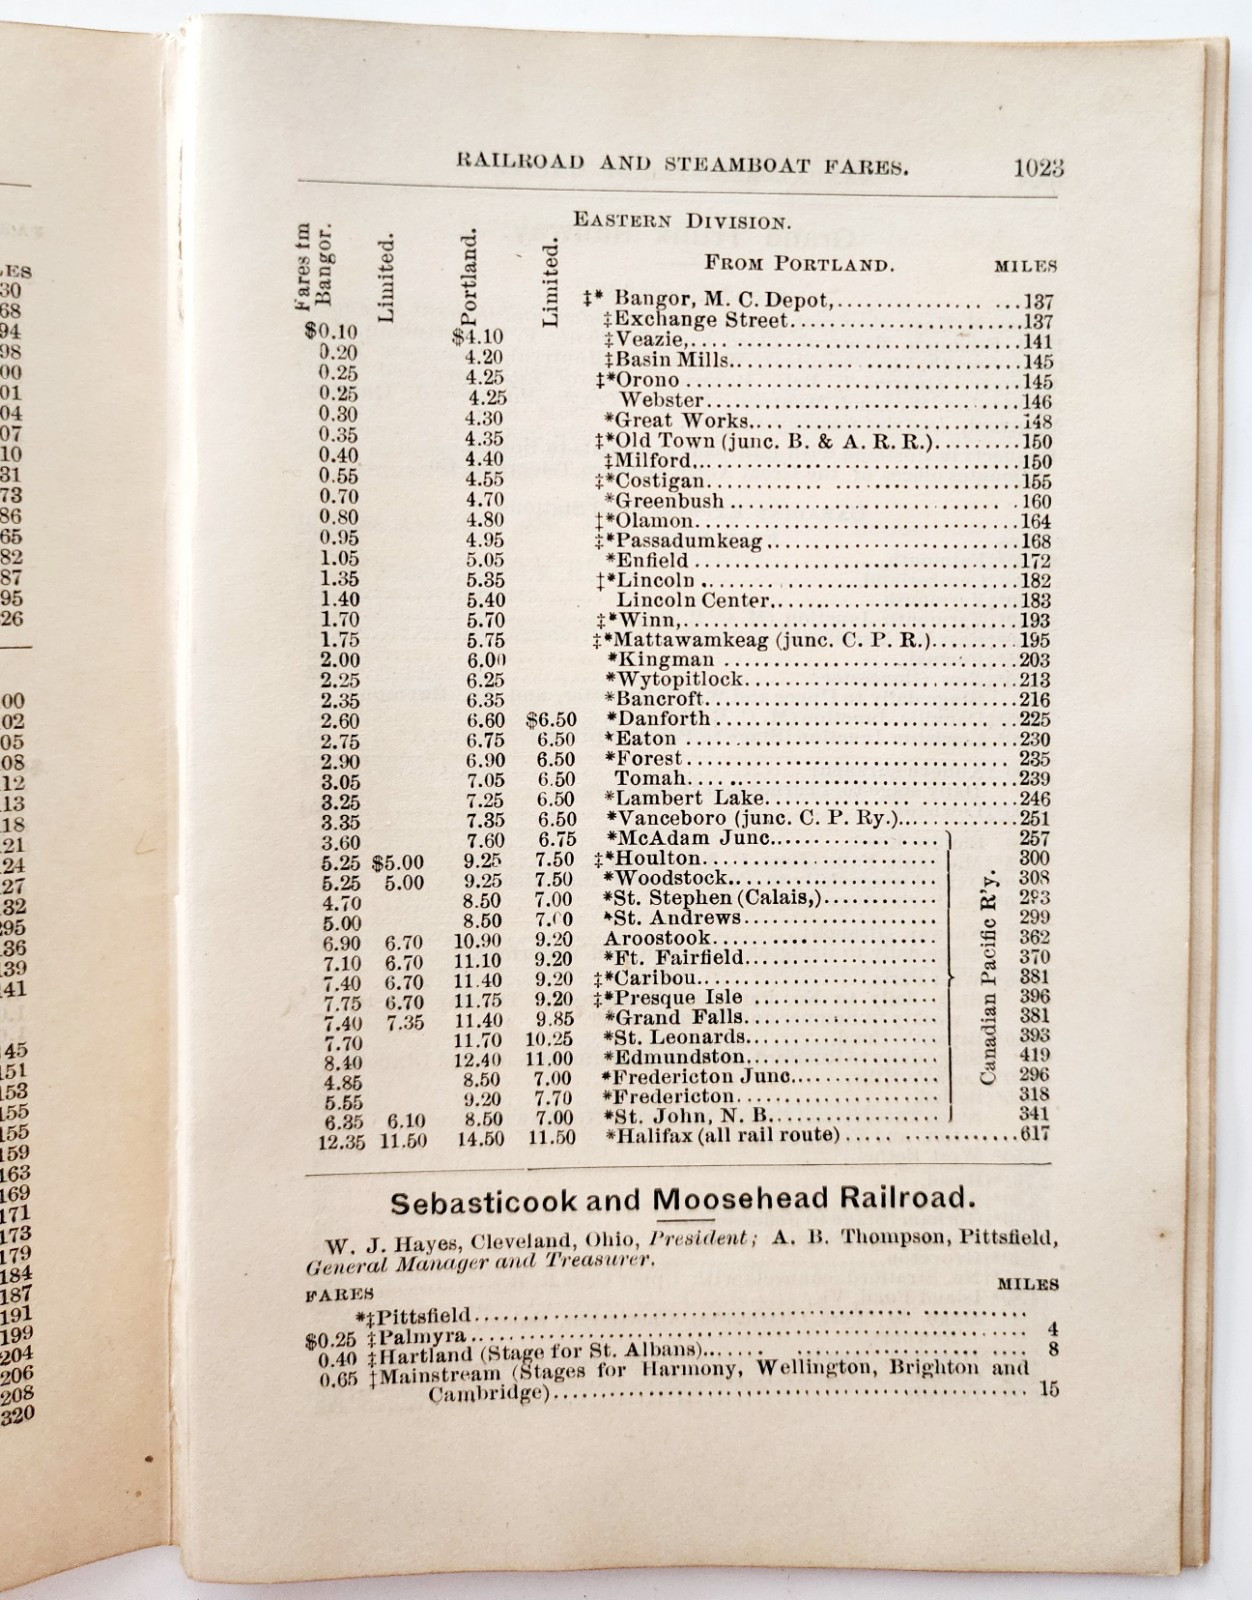 RAILROAD AND STEAMBOAT FARES. 1023
EASTERN DIVISION.
Fares fm Bangor. Limited. Portland. Limited. FROM PORTLAND. MILES
‡* Bangor, M. C. Depot, 137
‡Exchange Street 137
$0.10 $4.10 ‡Veazie, 141
0.20 4.20 ‡Basin Mills 145
0.25 4.25 ‡*Orono 145
0.25 4.25 Webster 146
0.30 4.30 *Great Works 148
0.35 4.35 ‡*Old Town (junc. B. & A. R. R.) 150
0.40 4.40 ‡Milford 150
0.55 4.55 ‡*Costigan 155
0.70 4.70 *Greenbush 160
0.80 4.80 ‡*Olamon 164
0.95 4.95 ‡*Passadumkeag 168
1.05 5.05 *Enfield 172
1.35 5.35 ‡*Lincoln 182
1.40 5.40 Lincoln Center 183
1.70 5.70 ‡*Winn, 193
1.75 5.75 ‡*Mattawamkeag (junc. C. P. R.) 195
2.00 6.00 *Kingman 203
2.25 6.25 *Wytopitlock 213
2.35 6.35 *Bancroft 216
2.60 6.60 $6.50 *Danforth 225
2.75 6.75 6.50 *Eaton 230
2.90 6.90 6.50 *Forest 235
3.05 7.05 6.50 Tomah 239
3.25 7.25 6.50 *Lambert Lake 246
3.35 7.35 6.50 *Vanceboro (junc. C. P. Ry.) 251
3.60 7.60 6.75 *McAdam Junc. 257
5.25 $5.00 9.25 7.50 ‡*Houlton 300
5.25 5.00 9.25 7.50 *Woodstock 308
4.70 8.50 7.00 *St. Stephen (Calais,) 293
5.00 8.50 7.00 *St. Andrews 299
6.90 6.70 10.90 9.20 Aroostook 362
7.10 6.70 11.10 9.20 *Ft. Fairfield 370
7.40 6.70 11.40 9.20 ‡*Caribou 381
7.75 6.70 11.75 9.20 ‡*Presque Isle 396
7.40 7.35 11.40 9.85 *Grand Falls 381
7.70 11.70 10.25 *St. Leonards 393
8.40 12.40 11.00 *Edmundston 419
4.85 8.50 7.00 *Fredericton Junc. 296
5.55 9.20 7.70 *Fredericton 318
6.35 6.10 8.50 7.00 *St. John, N. B. 341
Canadian Pacific R'y.
12.35 11.50 14.50 11.50 *Halifax (all rail route) 617
Sebasticook and Moosehead Railroad.
W. J. Hayes, Cleveland, Ohio, President; A. B. Thompson, Pittsfield,
General Manager and Treasurer.
FARES MILES
*‡Pittsfield
$0.25 ‡Palmyra 4
0.40 ‡Hartland (Stage for St. Albans) 8
0.65 ‡Mainstream (Stages for Harmony, Wellington, Brighton and
Cambridge) 15